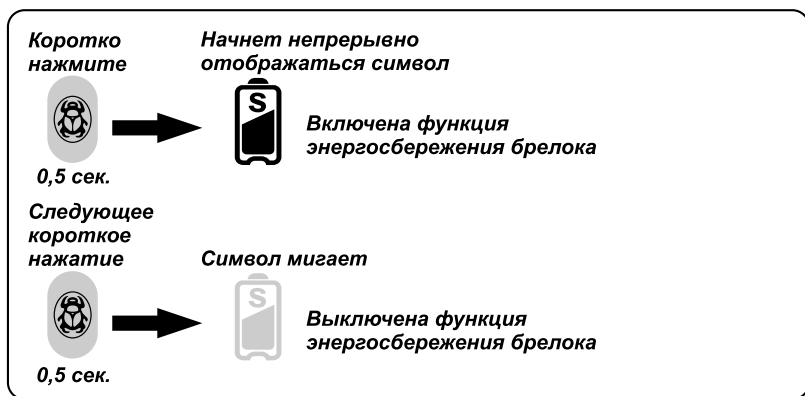 Коротко
нажмите
Начнет непрерывно
отображаться символ
S
Включена функция
энергосбережения брелока
0,5 сек.
Следующее
короткое
нажатие
Символ мигает
S
Выключена функция
энергосбережения брелока
0,5 сек.